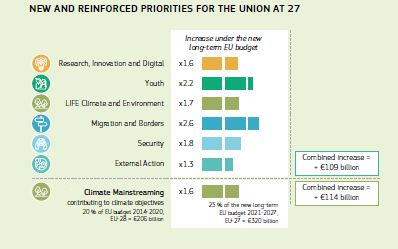 NEW AND REINFORCED PRIORITIES FOR THE UNION AT 27
Increase under the new
long-term EU budget
Research, Innovation and Digital x1.6
Youth x2.2
LIFE Climate and Environment x1.7
Migration and Borders x2.6
Security x1.8
External Action x1.3
Combined increase =
+ €109 billion
Climate Mainstreaming x1.6
contributing to climate objectives
20 % of EU budget 2014-2020,
EU-28 = €206 billion
25 % of the new long-term
EU budget 2021-2027,
EU-27 = €320 billion
Combined increase =
+ €114 billion